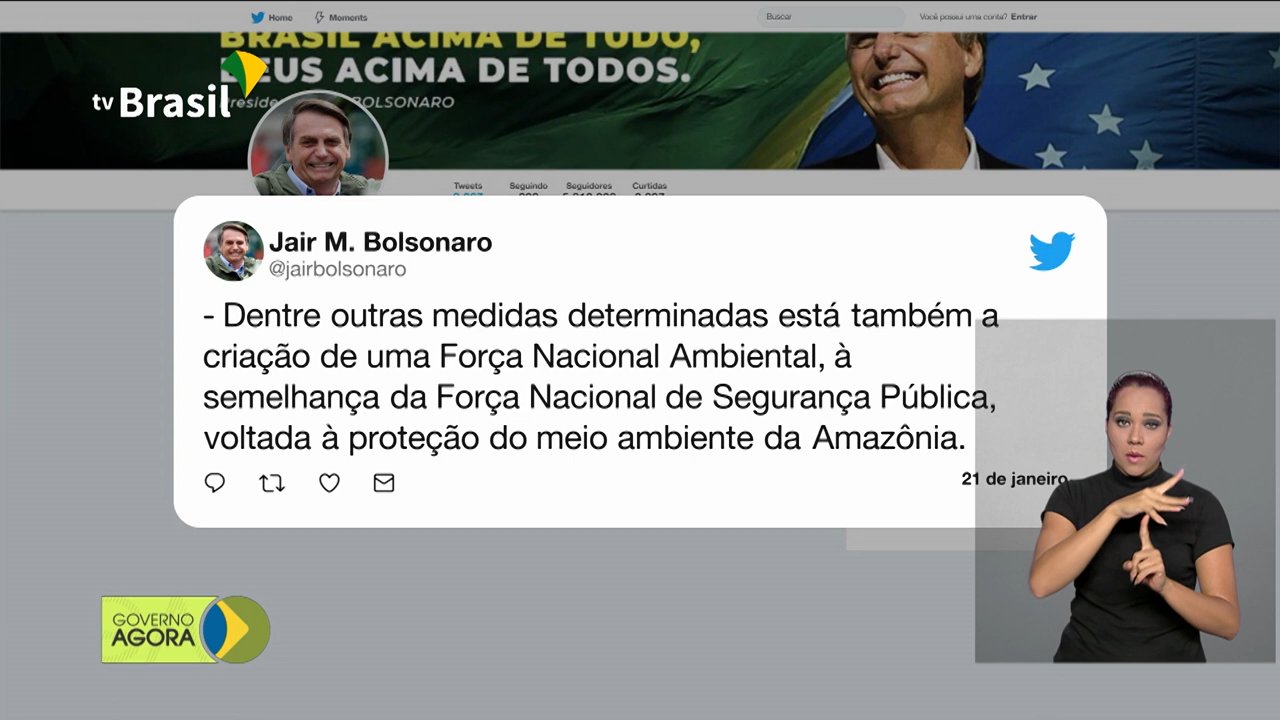 Home Moments Buscar Você possui uma conta? Entrar
BRASIL ACIMA DE TUDO,
DEUS ACIMA DE TODOS.
BOLSONARO
tv Brasil
Tweets Seguindo Seguidores Curtidas
Jair M. Bolsonaro
@jairbolsonaro
- Dentre outras medidas determinadas está também a
criação de uma Força Nacional Ambiental, à
semelhança da Força Nacional de Segurança Pública,
voltada à proteção do meio ambiente da Amazônia.
21 de janeiro
GOVERNO
AGORA